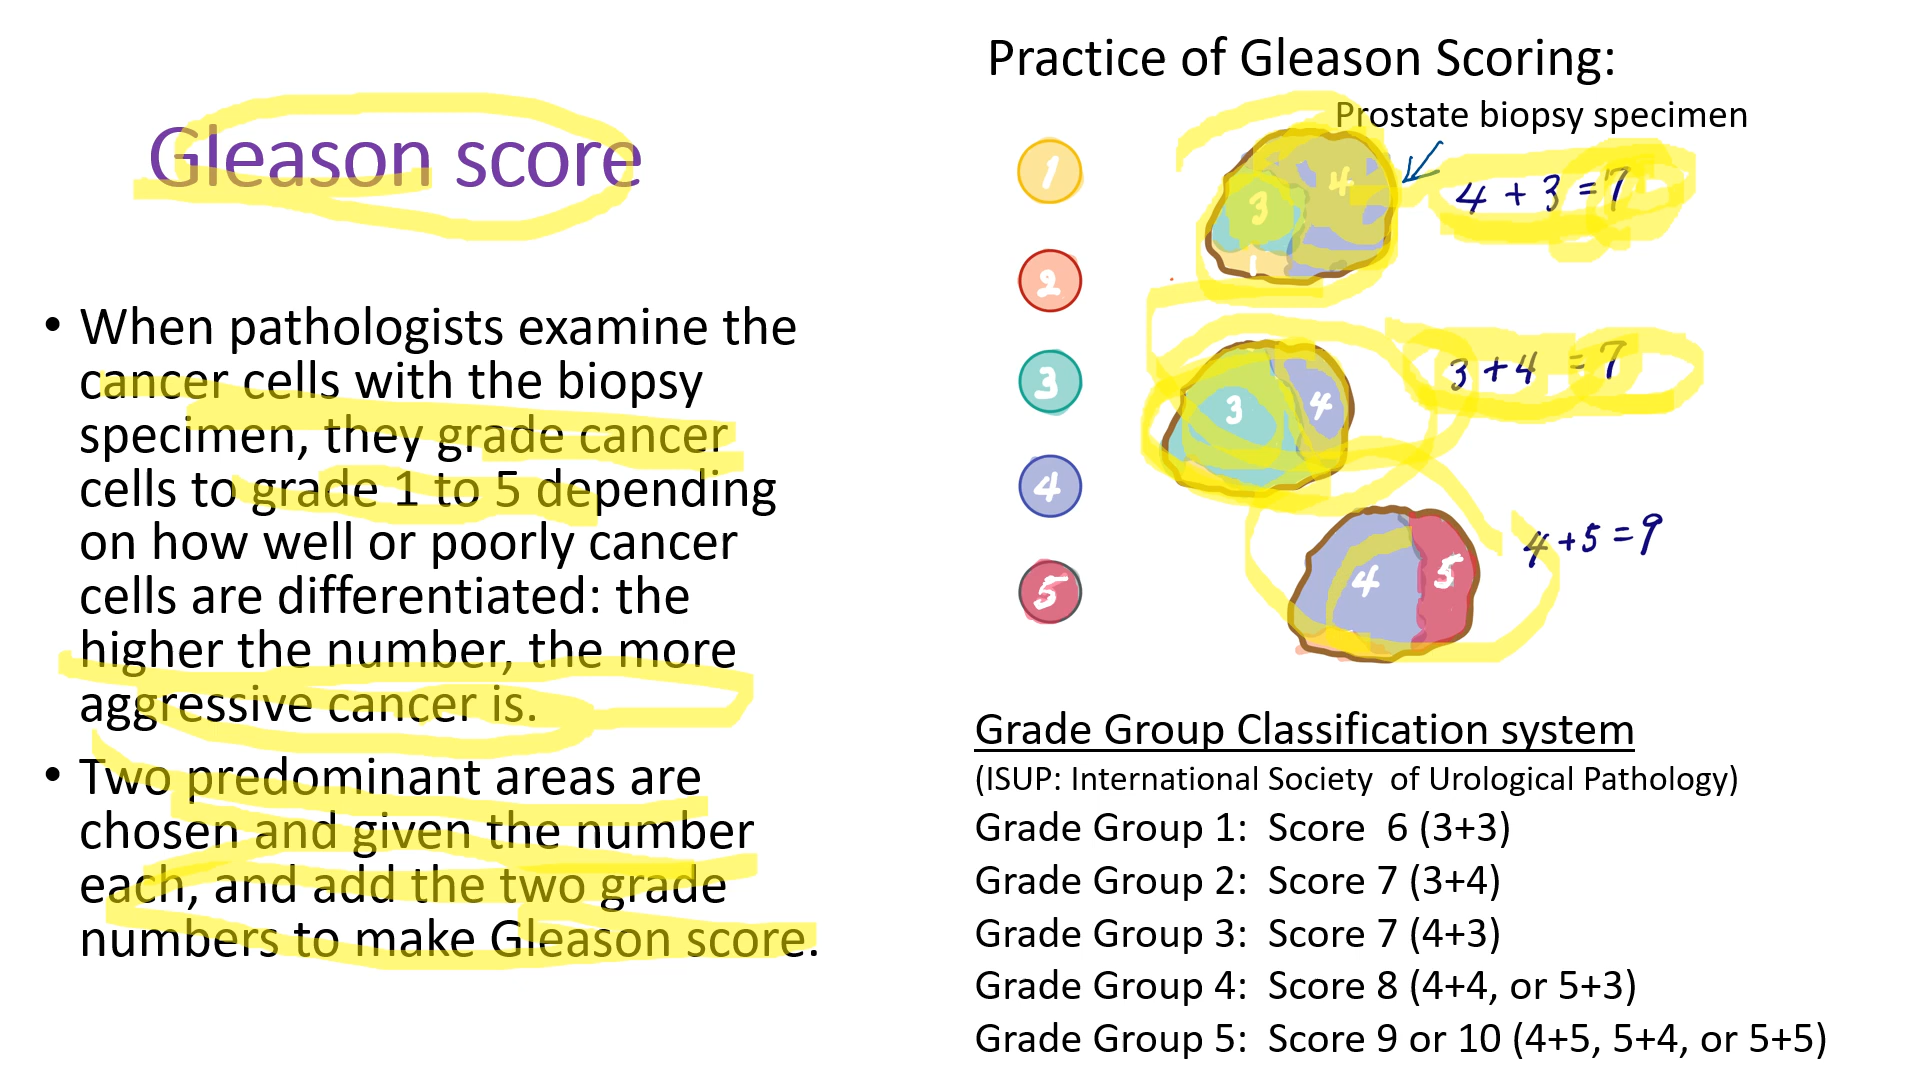 Gleason score
• When pathologists examine the
cancer cells with the biopsy
specimen, they grade cancer
cells to grade 1 to 5 depending
on how well or poorly cancer
cells are differentiated: the
higher the number, the more
aggressive cancer is.
• Two predominant areas are
chosen and given the number
each, and add the two grade
numbers to make Gleason score.
Practice of Gleason Scoring:
Prostate biopsy specimen
1
2
3
4
5
3 4
1
4 + 3 = 7
3 4
3 + 4 = 7
4 5
4 + 5 = 9
Grade Group Classification system
(ISUP: International Society of Urological Pathology)
Grade Group 1: Score 6 (3+3)
Grade Group 2: Score 7 (3+4)
Grade Group 3: Score 7 (4+3)
Grade Group 4: Score 8 (4+4, or 5+3)
Grade Group 5: Score 9 or 10 (4+5, 5+4, or 5+5)